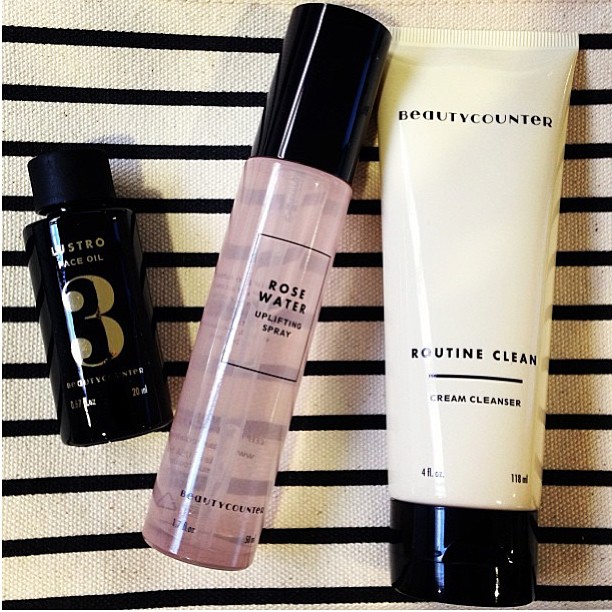 LUSTRO
FACE OIL
3
BEAUTYCOUNTER
20 ml
ROSE
WATER
UPLIFTING
SPRAY
BEAUTYCOUNTER
BEAUTYCOUNTER
ROUTINE CLEAN
CREAM CLEANSER
4 fl. oz. 118 ml